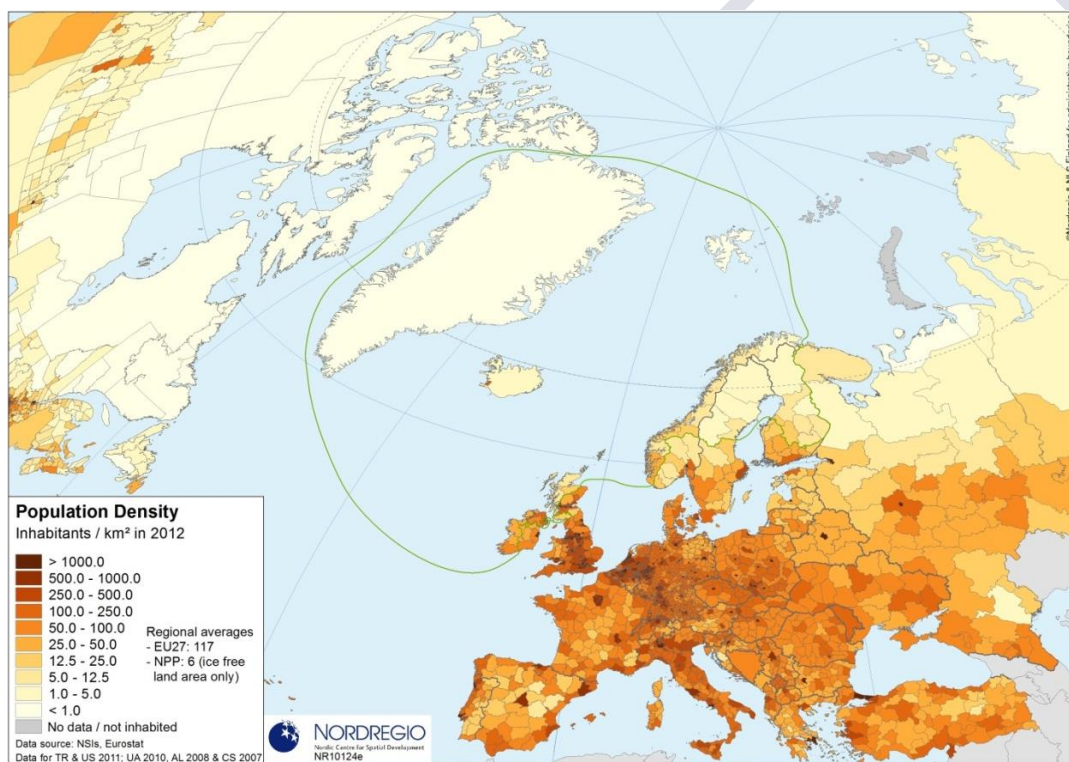 Population Density
Inhabitants / km² in 2012
> 1000.0
500.0 - 1000.0
250.0 - 500.0
100.0 - 250.0
50.0 - 100.0
25.0 - 50.0
12.5 - 25.0
5.0 - 12.5
1.0 - 5.0
< 1.0
No data / not inhabited
Regional averages
- EU27: 117
- NPP: 6 (ice free
land area only)
Data source: NSIs, Eurostat
Data for TR & US 2011; UA 2010, AL 2008 & CS 2007
NORDREGIO
Nordic Centre for Spatial Development
NR10124e